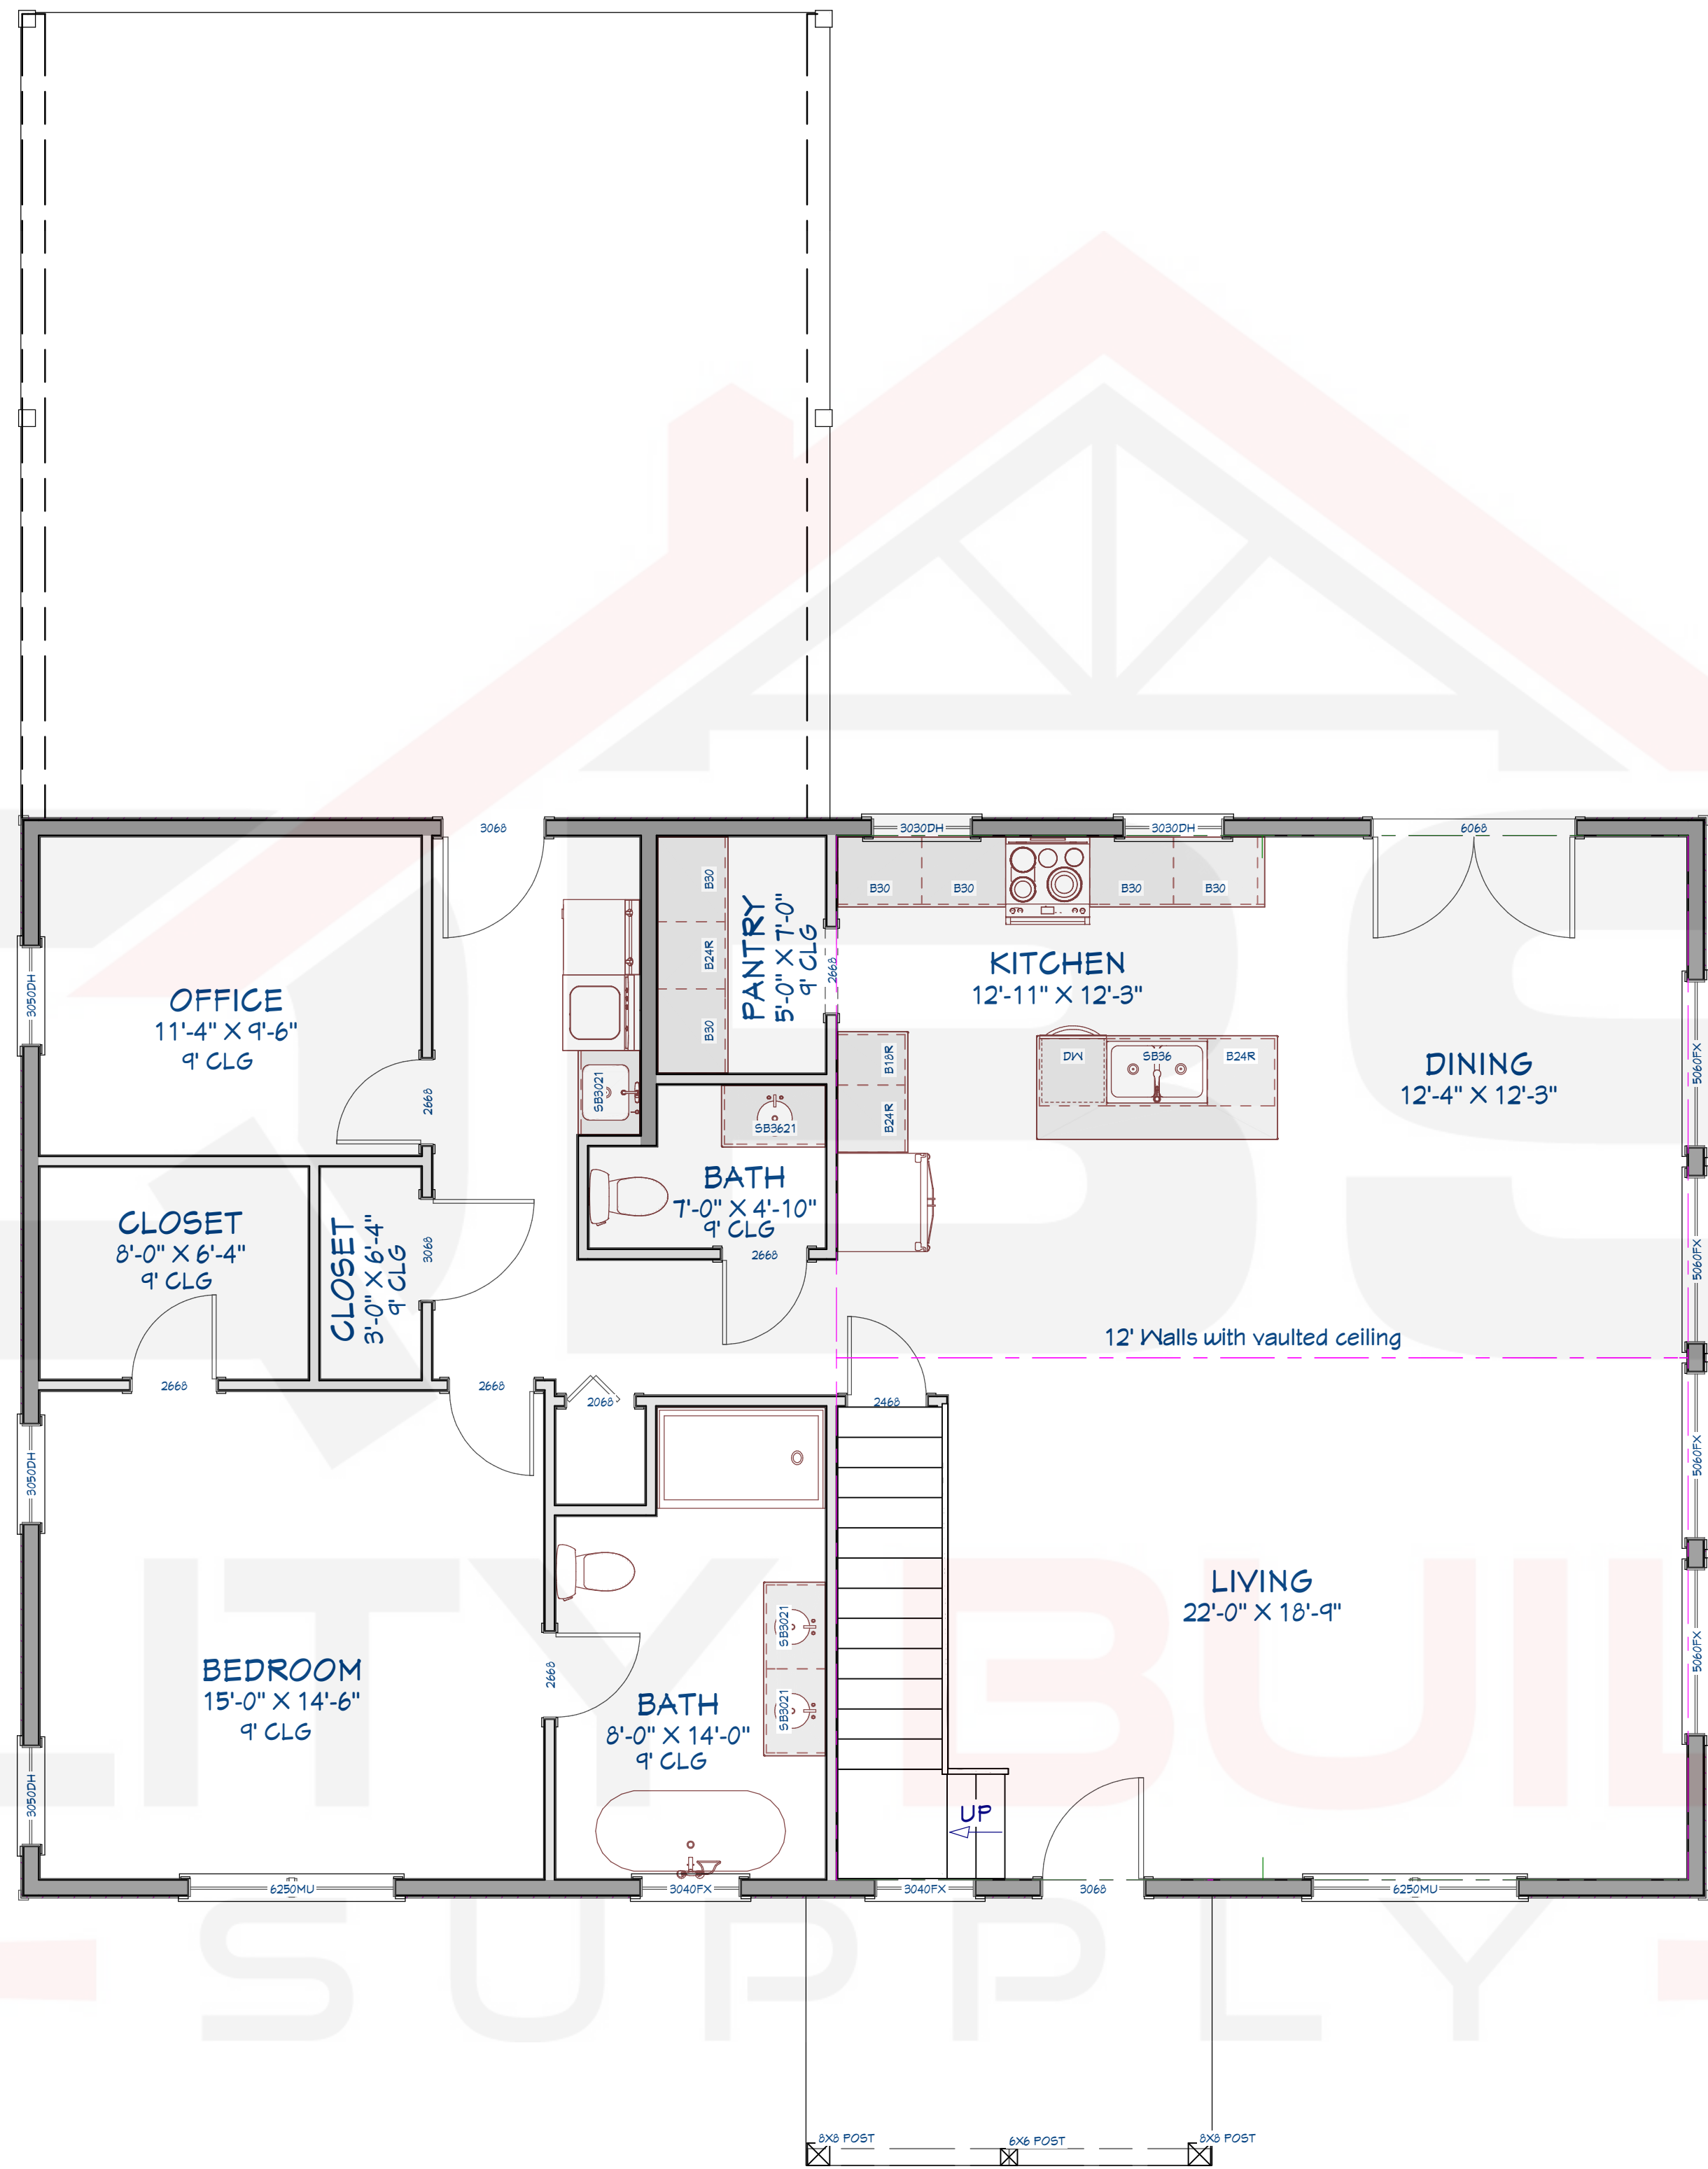 3068
3030DH
3030DH
6068
B30
B24R
B30
PANTRY
5'-0" X 7'-0"
9' CLG
2668
B30
B30
B30
B30
KITCHEN
12'-11" X 12'-3"
3050DH
OFFICE
11'-4" X 9'-6"
9' CLG
2668
SB3021
SB3621
B18R
B24R
DW
SB36
B24R
DINING
12'-4" X 12'-3"
5060FX
BATH
7'-0" X 4'-10"
9' CLG
2668
CLOSET
8'-0" X 6'-4"
9' CLG
CLOSET
3'-0" X 6'-4"
9' CLG
3068
5060FX
12' Walls with vaulted ceiling
2668
2668
2068
2468
3050DH
5060FX
LIVING
22'-0" X 18'-9"
SB3021
5060FX
BEDROOM
15'-0" X 14'-6"
9' CLG
2668
BATH
8'-0" X 14'-0"
9' CLG
SB3021
3050DH
UP
6250MU
3040FX
3040FX
3068
6250MU
LITY BUIL
SUPPLY
8X8 POST
6X6 POST
8X8 POST